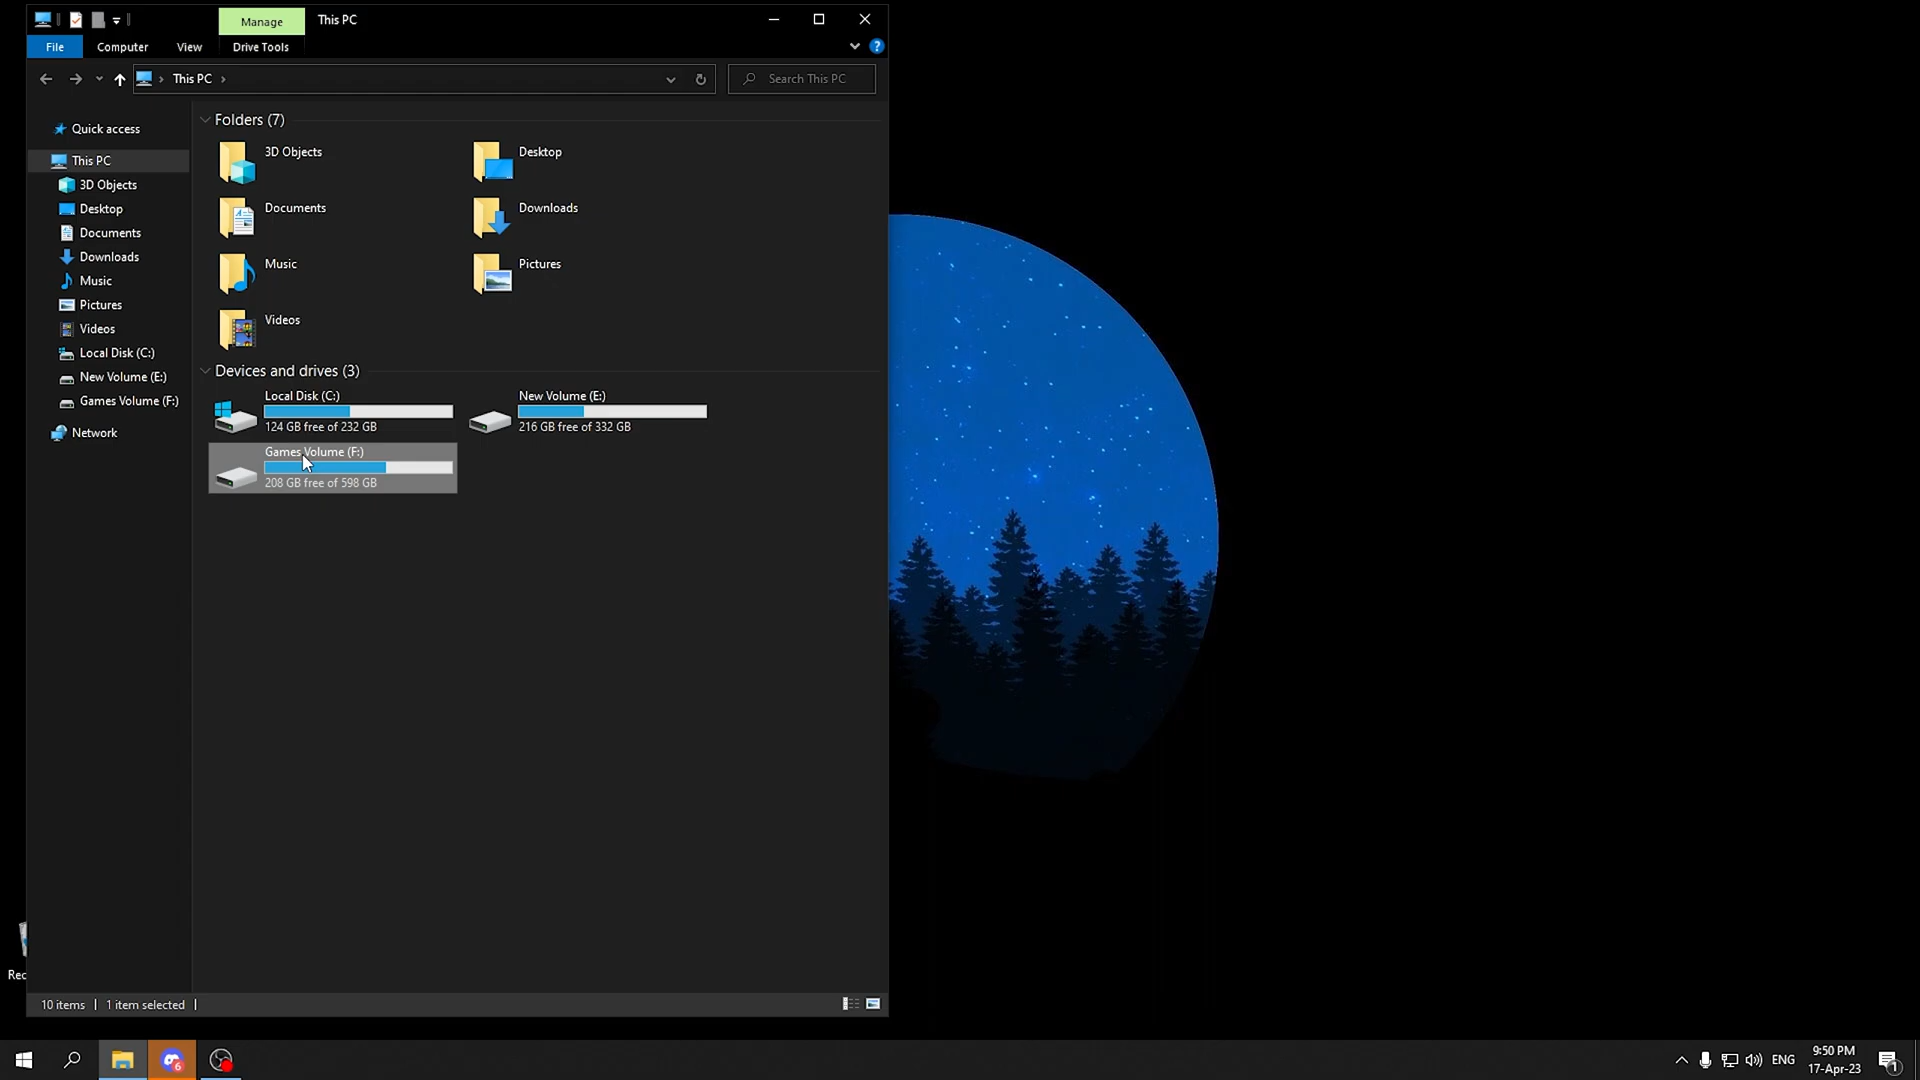 Manage
This PC
File
Computer
View
Drive Tools
?
This PC
Search This PC
Quick access
This PC
3D Objects
Desktop
Documents
Downloads
Music
Pictures
Videos
Local Disk (C:)
New Volume (E:)
Games Volume (F:)
Network
Folders (7)
3D Objects
Desktop
Documents
Downloads
Music
Pictures
Videos
Devices and drives (3)
Local Disk (C:)
124 GB free of 232 GB
New Volume (E:)
216 GB free of 332 GB
Games Volume (F:)
208 GB free of 598 GB
Rec
10 items
1 item selected
6
ENG
9:50 PM
17-Apr-23
1